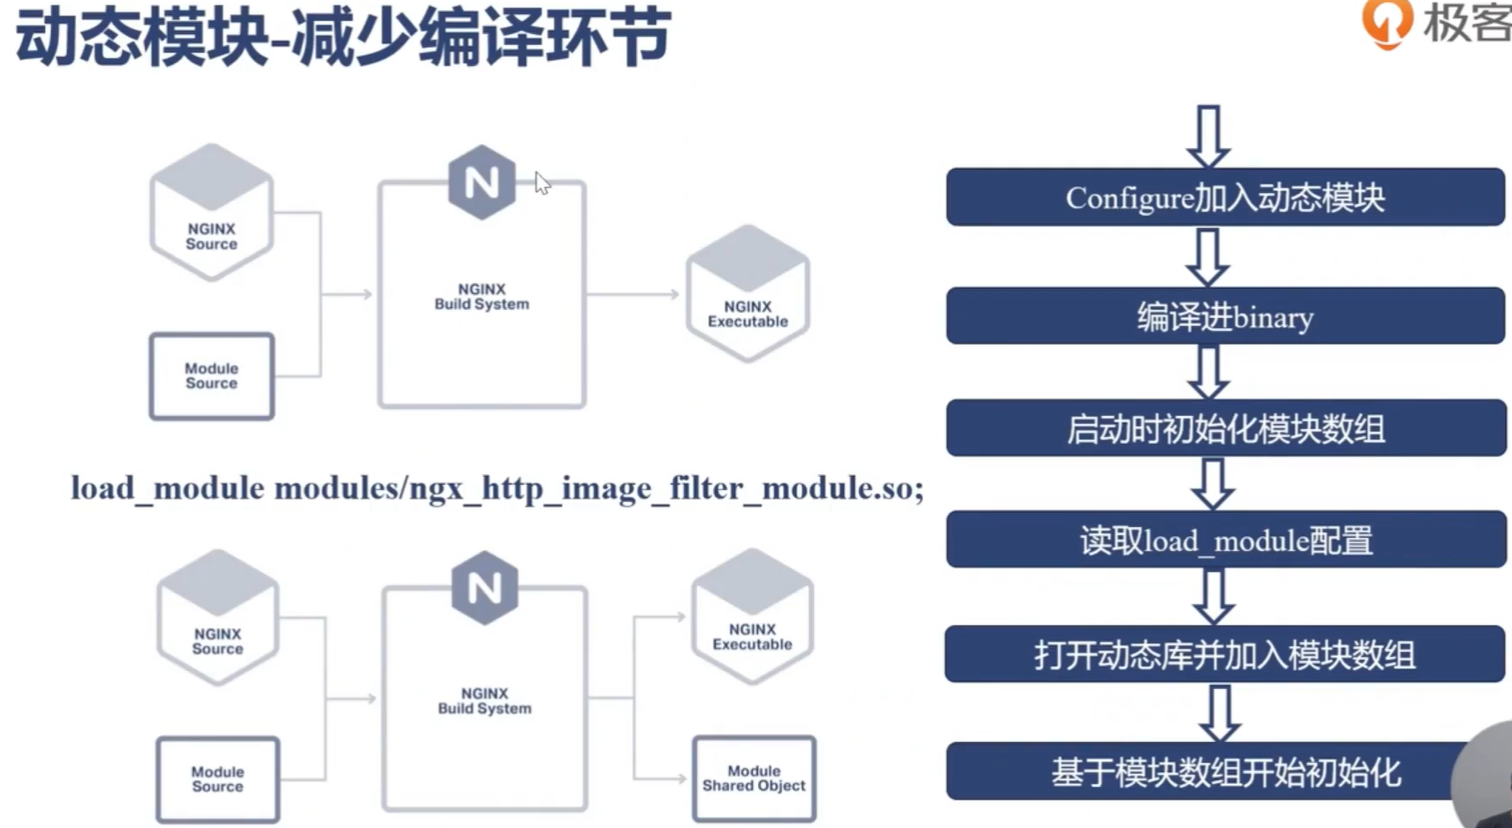 动态模块-减少编译环节
极客
NGINX
Source
Module
Source
NGINX
Build System
NGINX
Executable
load_module modules/ngx_http_image_filter_module.so;
NGINX
Source
Module
Source
NGINX
Build System
NGINX
Executable
Module
Shared Object
Configure加入动态模块
编译进binary
启动时初始化模块数组
读取load_module配置
打开动态库并加入模块数组
基于模块数组开始初始化